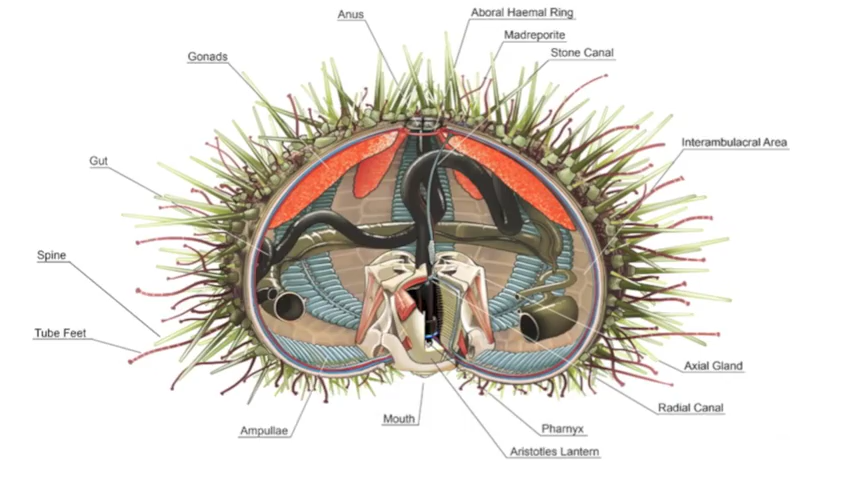 Anus
Aboral Haemal Ring
Madreporite
Stone Canal
Gonads
Interambulacral Area
Gut
Spine
Tube Feet
Axial Gland
Radial Canal
Mouth
Ampullae
Pharnyx
Aristotles Lantern